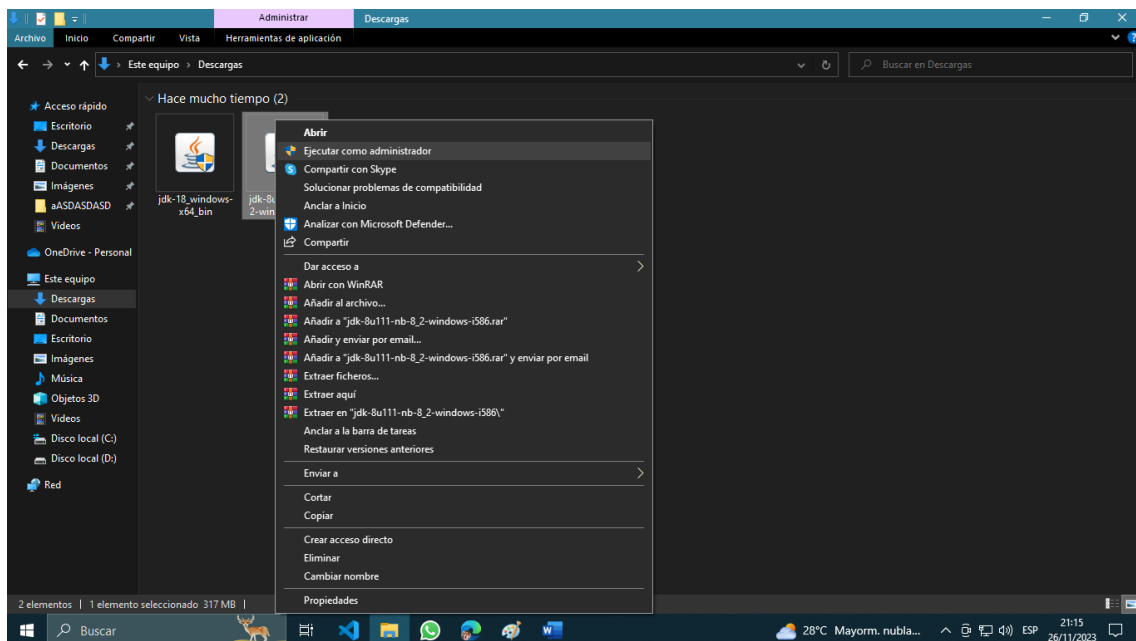 Administrar
Descargas
Archivo
Inicio
Compartir
Vista
Herramientas de aplicación
Este equipo
Descargas
Buscar en Descargas
Acceso rápido
Escritorio
Descargas
Documentos
Imágenes
aASDASDASD
Videos
OneDrive - Personal
Este equipo
Descargas
Documentos
Escritorio
Imágenes
Música
Objetos 3D
Videos
Disco local (C:)
Disco local (D:)
Red
Hace mucho tiempo (2)
jdk-18_windows-
x64_bin
Abrir
Ejecutar como administrador
Compartir con Skype
Solucionar problemas de compatibilidad
Anclar a Inicio
Analizar con Microsoft Defender...
Compartir
Dar acceso a
Abrir con WinRAR
Añadir al archivo...
Añadir a "jdk-8u111-nb-8_2-windows-i586.rar"
Añadir y enviar por email...
Añadir a "jdk-8u111-nb-8_2-windows-i586.rar" y enviar por email
Extraer ficheros...
Extraer aquí
Extraer en "jdk-8u111-nb-8_2-windows-i586\"
Anclar a la barra de tareas
Restaurar versiones anteriores
Enviar a
Cortar
Copiar
Crear acceso directo
Eliminar
Cambiar nombre
Propiedades
2 elementos
1 elemento seleccionado 317 MB
Buscar
28°C Mayorm. nubla...
ESP
21:15
26/11/2023